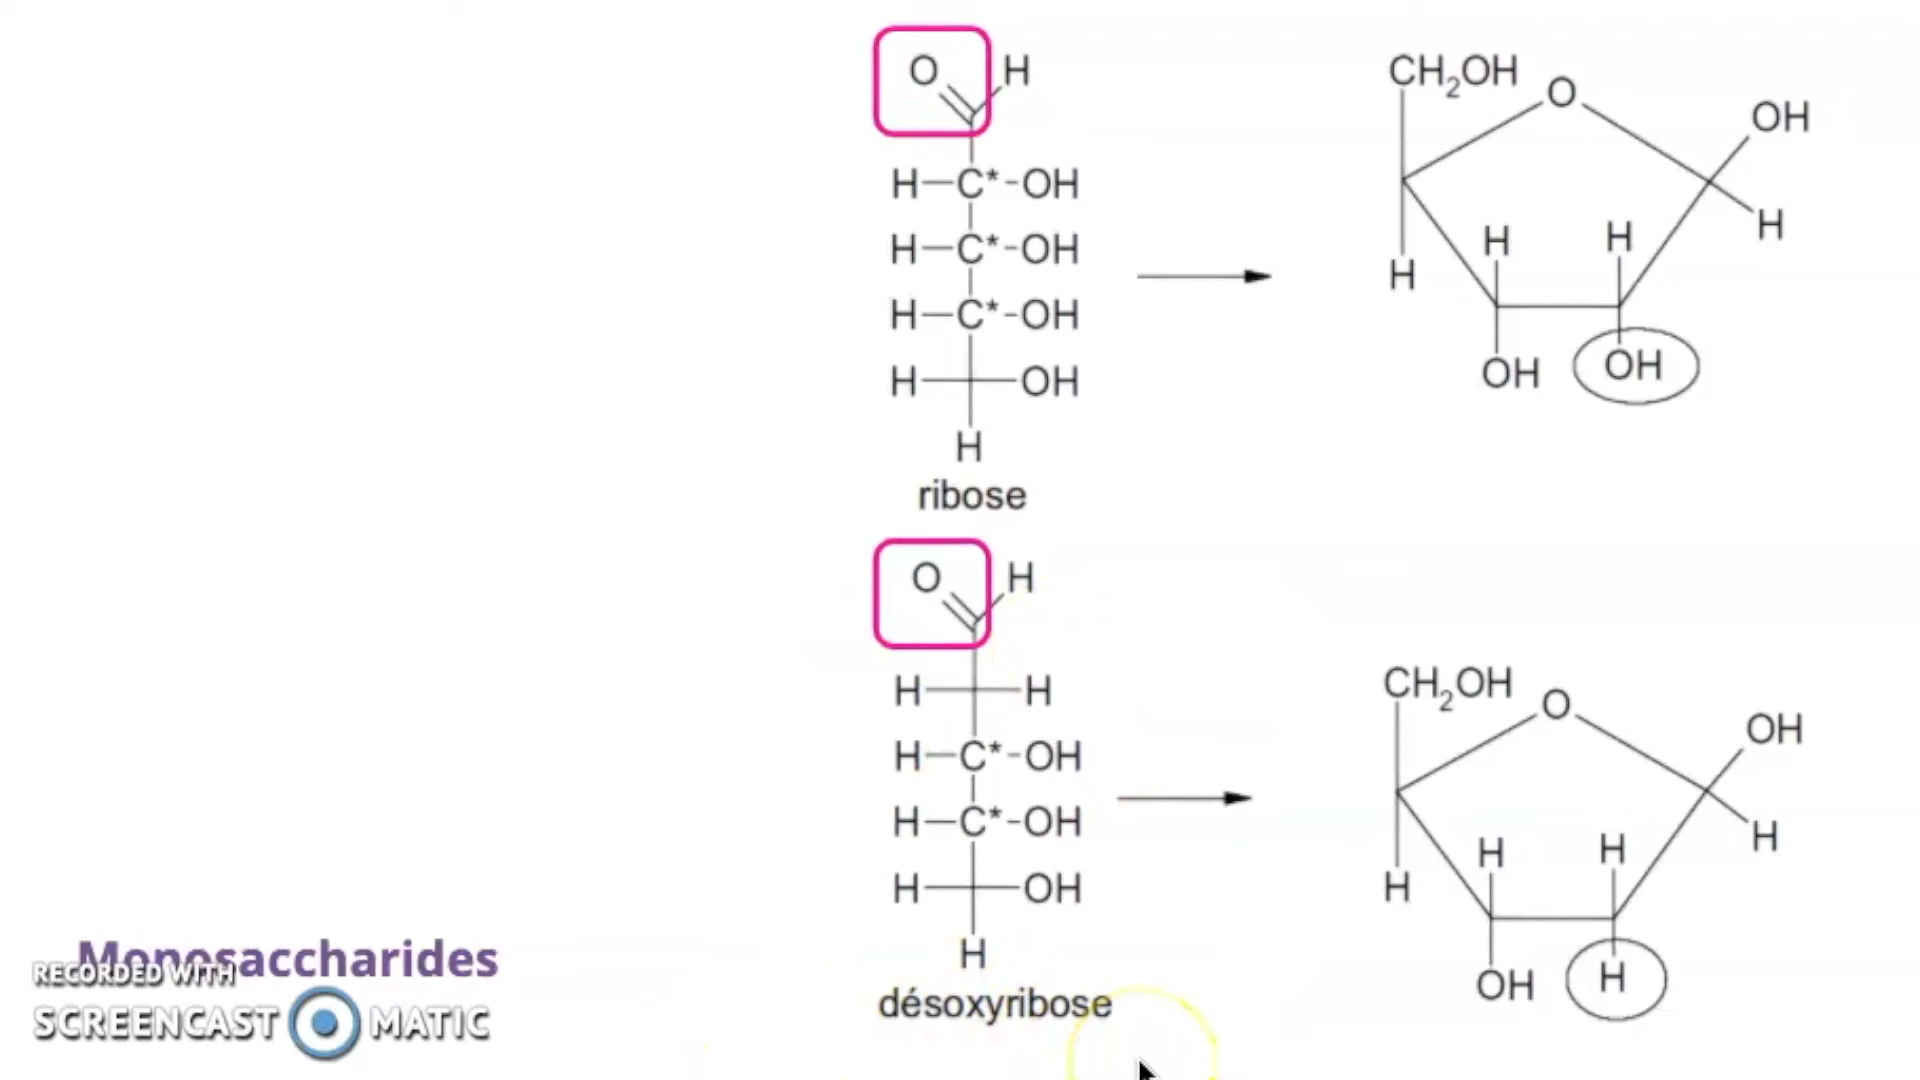 O H
H C* OH
H C* OH
H C* OH
H OH
H
ribose
CH₂OH O OH
H H H H
OH OH
O H
H H
H C* OH
H C* OH
H OH
H
désoxyribose
CH₂OH O OH
H H H H
OH H
Monosaccharides
RECORDED WITH
SCREENCAST MATIC